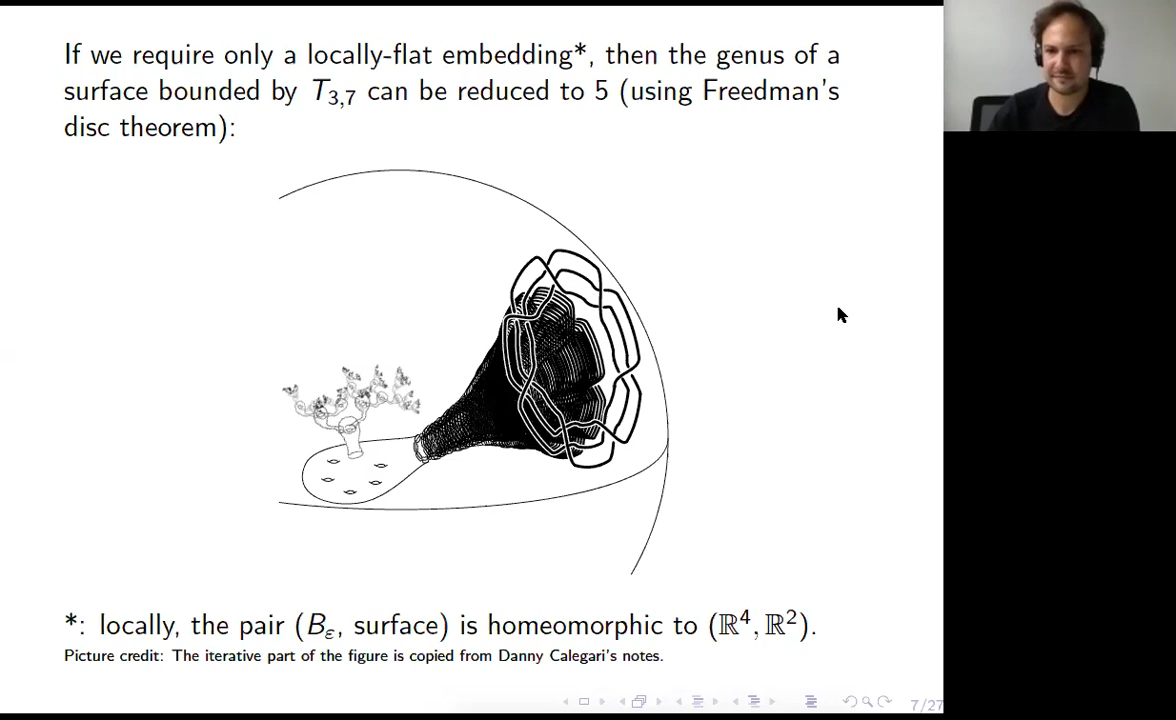 If we require only a locally-flat embedding*, then the genus of a
surface bounded by T₃,₇ can be reduced to 5 (using Freedman's
disc theorem):
*: locally, the pair (Bε, surface) is homeomorphic to (ℝ⁴, ℝ²).
Picture credit: The iterative part of the figure is copied from Danny Calegari's notes.
7/27